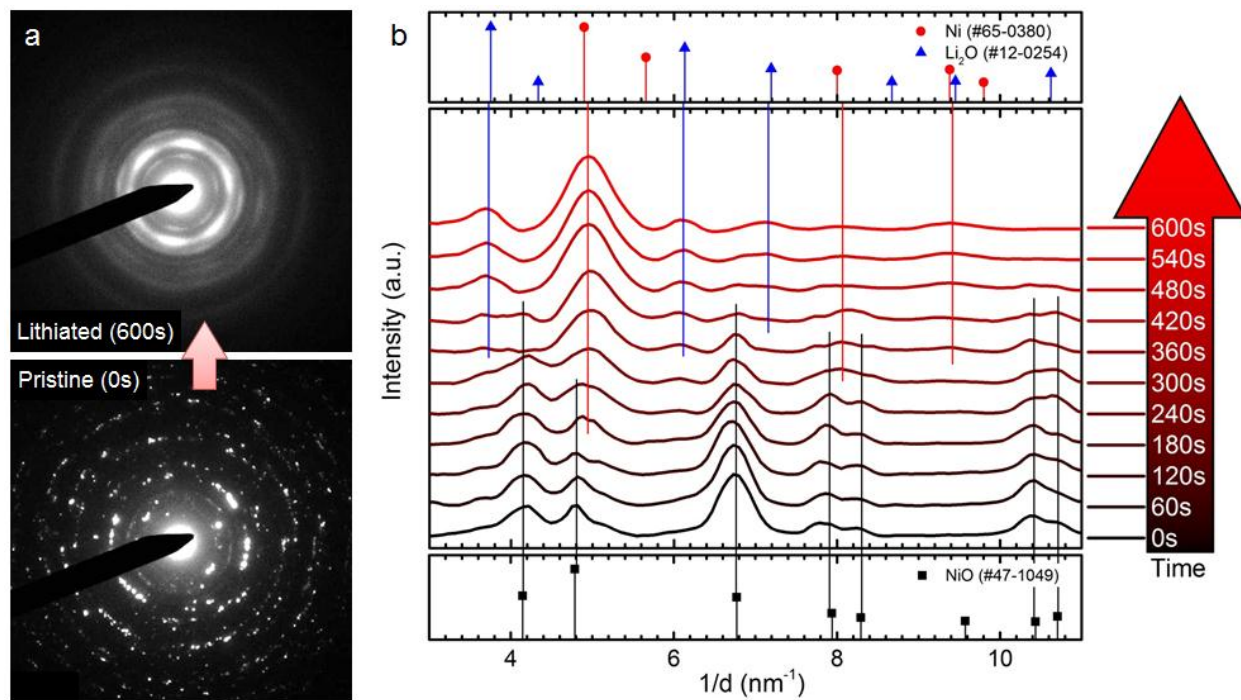 a
Lithiated (600s)
Pristine (0s)
b
Ni (#65-0380)
Li₂O (#12-0254)
Intensity (a.u.)
600s
540s
480s
420s
360s
300s
240s
180s
120s
60s
0s
Time
NiO (#47-1049)
4 6 8 10
1/d (nm⁻¹)